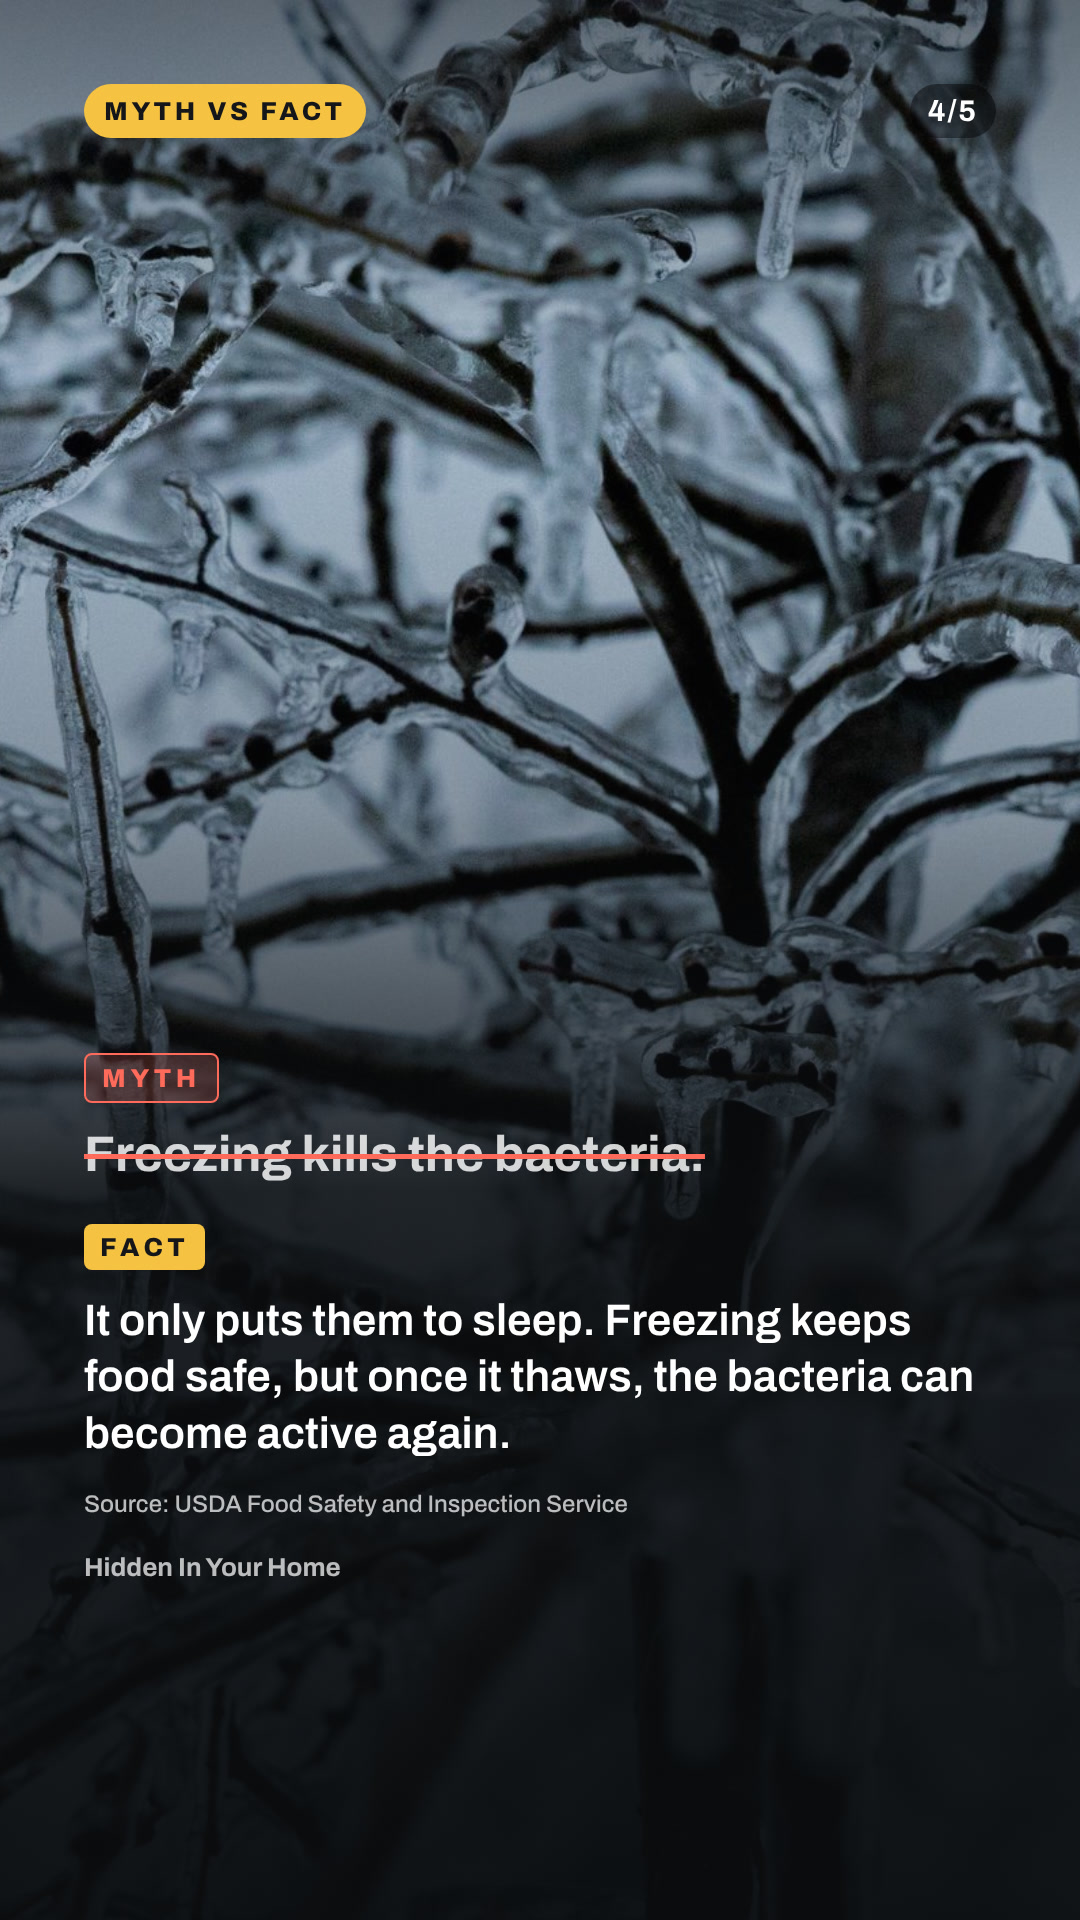 MYTH VS FACT
4/5
MYTH
Freezing kills the bacteria.
FACT
It only puts them to sleep. Freezing keeps
food safe, but once it thaws, the bacteria can
become active again.
Source: USDA Food Safety and Inspection Service
Hidden In Your Home